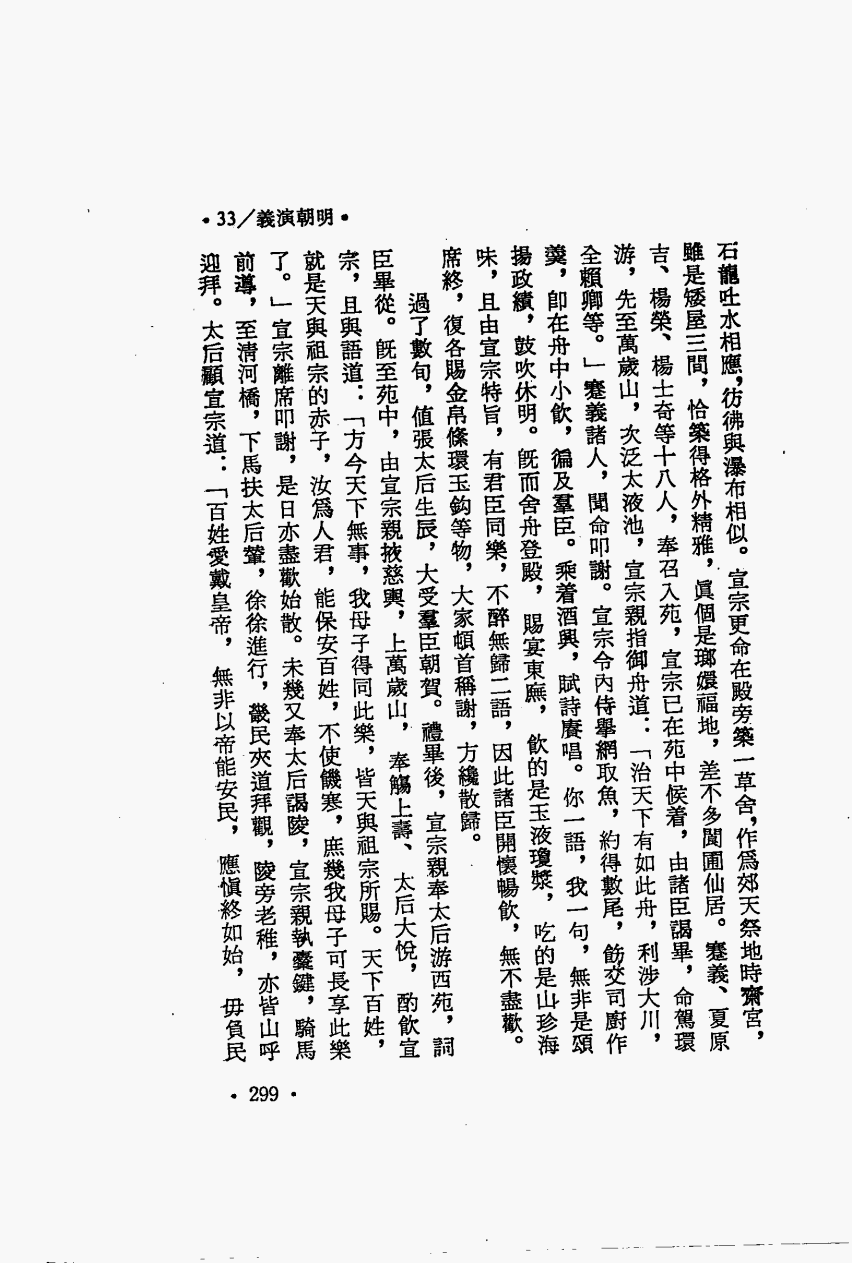 •33／義演朝明•
石龍吐水相應，彷彿與瀑布相似。宣宗更命在殿旁築一草舍，作爲郊天祭地時齋宮，
雖是矮屋三間，恰築得格外精雅，眞個是瑯嬛福地，差不多閬圃仙居。蹇義、夏原
吉、楊榮、楊士奇等十八人，奉召入苑，宣宗已在苑中候着，由諸臣謁畢，命駕環
游，先至萬歲山，次泛太液池，宣宗親指御舟道：「治天下有如此舟，利涉大川，
全賴卿等。」蹇義諸人，聞命叩謝。宣宗令內侍舉網取魚，約得數尾，飭交司廚作
羹，卽在舟中小飲，徧及羣臣。乘着酒興，賦詩賡唱。你一語，我一句，無非是頌
揚政績，鼓吹休明。旣而舍舟登殿，賜宴東廡，飲的是玉液瓊漿，吃的是山珍海
味，且由宣宗特旨，有君臣同樂，不醉無歸二語，因此諸臣開懷暢飲，無不盡歡。
席終，復各賜金帛絛環玉鈎等物，大家頓首稱謝，方纔散歸。
過了數旬，值張太后生辰，大受羣臣朝賀。禮畢後，宣宗親奉太后游西苑，詞
臣畢從。旣至苑中，由宣宗親掖慈輿，上萬歲山，奉觴上壽、太后大悅，酌飲宣
宗，且與語道：「方今天下無事，我母子得同此樂，皆天與祖宗所賜。天下百姓，
就是天與祖宗的赤子，汝爲人君，能保安百姓，不使饑寒，庶幾我母子可長享此樂
了。」宣宗離席叩謝，是日亦盡歡始散。未幾又奉太后謁陵，宣宗親執櫜鍵，騎馬
前導，至淸河橋，下馬扶太后輦，徐徐進行，畿民夾道拜觀，陵旁老稚，亦皆山呼
迎拜。太后顧宣宗道：「百姓愛戴皇帝，無非以帝能安民，應愼終如始，毋負民
•299•